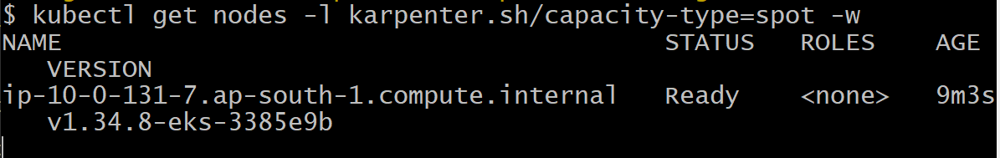 $ kubectl get nodes -l karpenter.sh/capacity-type=spot -w
NAME STATUS ROLES AGE
VERSION
ip-10-0-131-7.ap-south-1.compute.internal Ready <none> 9m3s
v1.34.8-eks-3385e9b